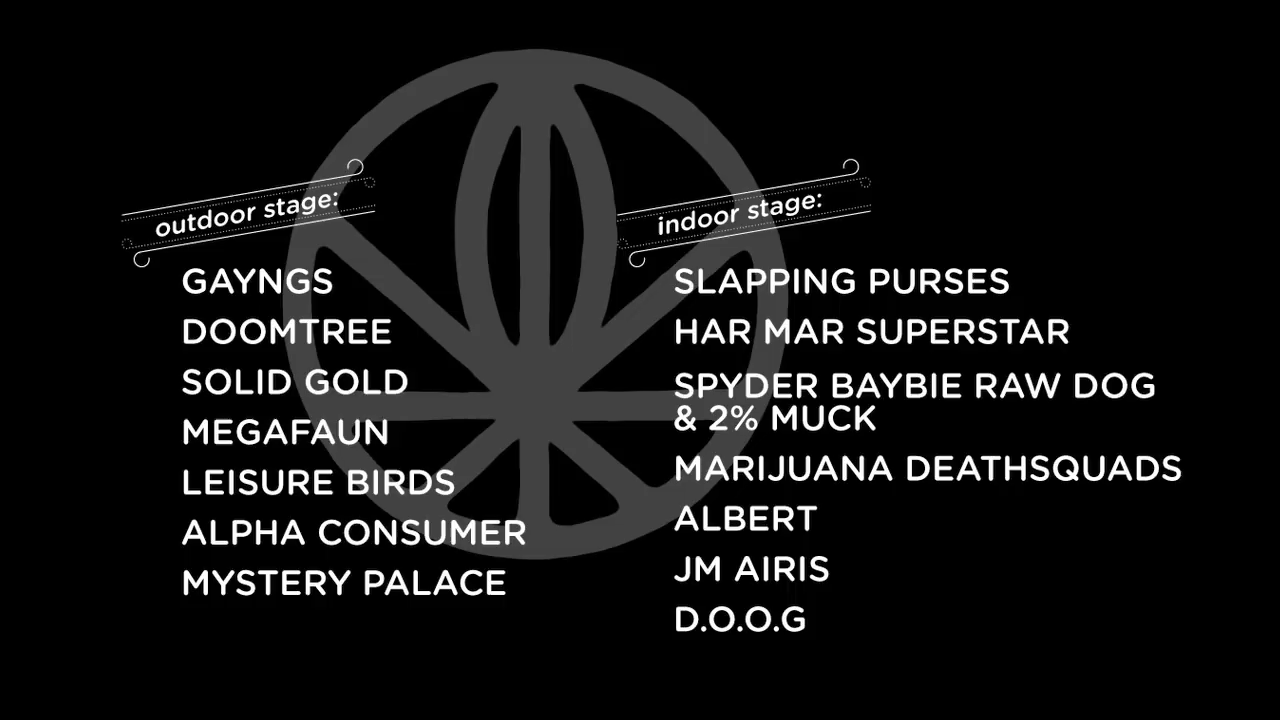 outdoor stage:
GAYNGS
DOOMTREE
SOLID GOLD
MEGAFAUN
LEISURE BIRDS
ALPHA CONSUMER
MYSTERY PALACE
indoor stage:
SLAPPING PURSES
HAR MAR SUPERSTAR
SPYDER BAYBIE RAW DOG
& 2% MUCK
MARIJUANA DEATHSQUADS
ALBERT
JM AIRIS
D.O.O.G